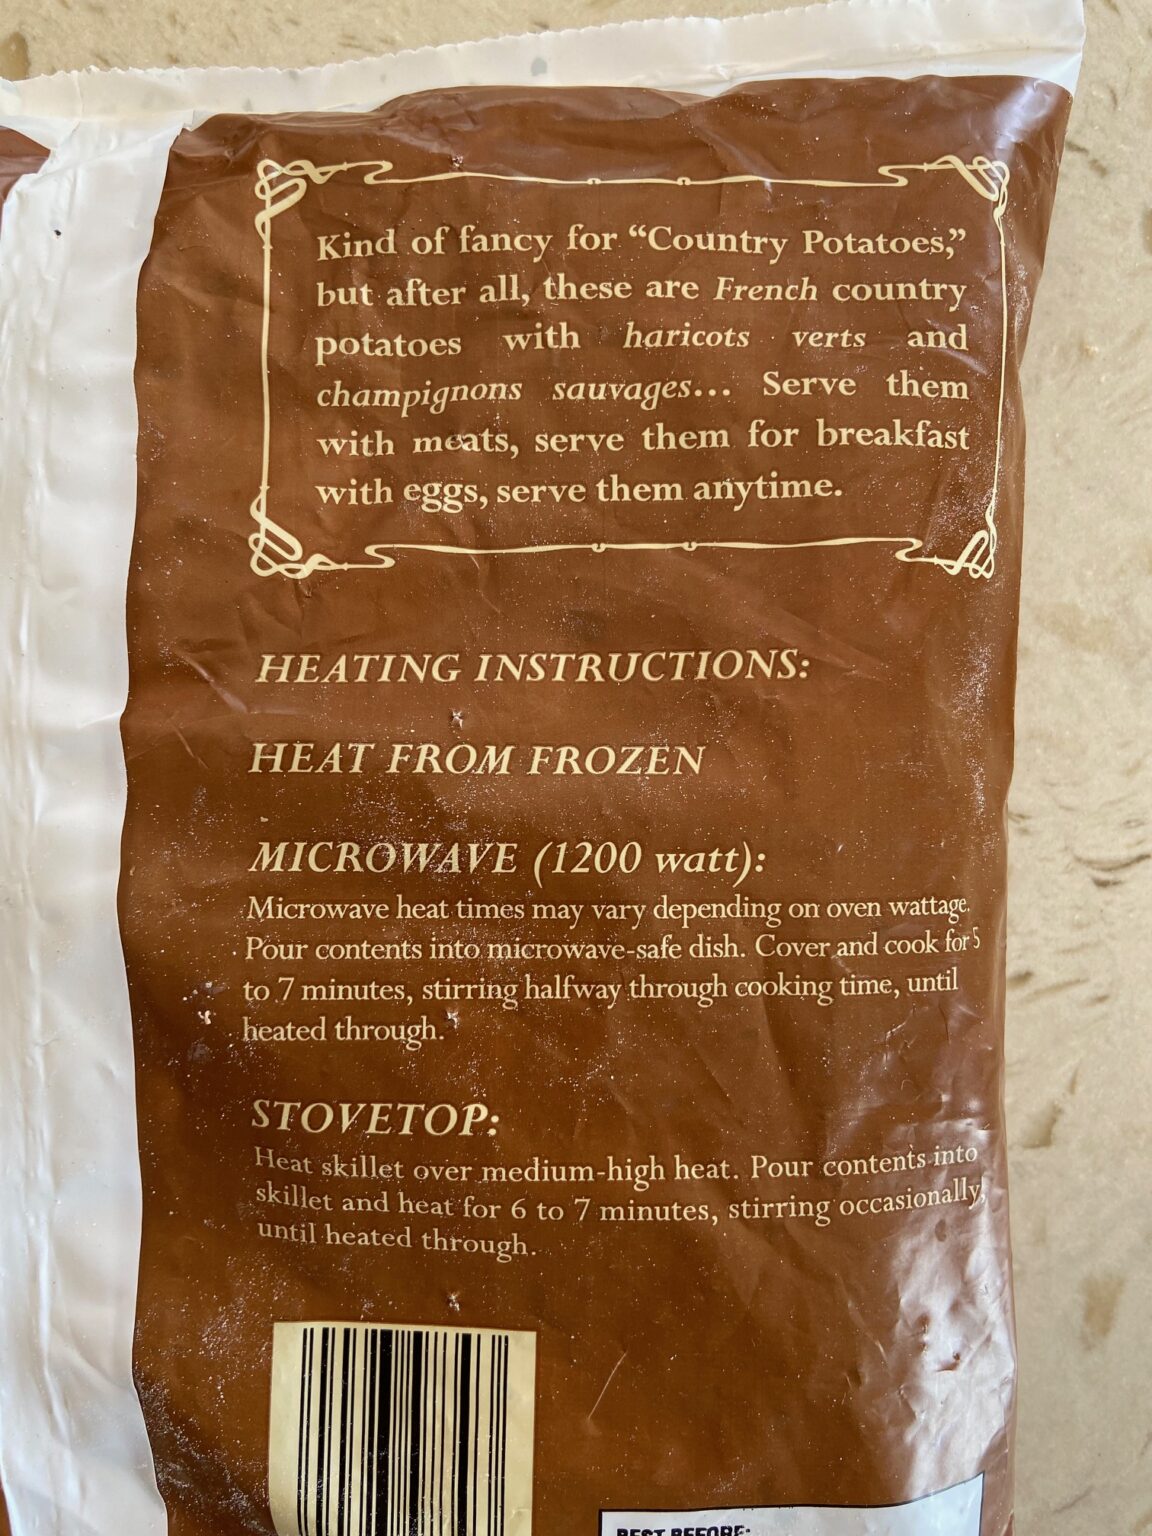 Kind of fancy for “Country Potatoes,”
but after all, these are French country
potatoes with haricots verts and
champignons sauvages... Serve them
with meats, serve them for breakfast
with eggs, serve them anytime.
HEATING INSTRUCTIONS:
HEAT FROM FROZEN
MICROWAVE (1200 watt):
Microwave heat times may vary depending on oven wattage.
Pour contents into microwave-safe dish. Cover and cook for 5
to 7 minutes, stirring halfway through cooking time, until
heated through.
STOVETOP:
Heat skillet over medium-high heat. Pour contents into
skillet and heat for 6 to 7 minutes, stirring occasionally,
until heated through.
BEST BEFORE: